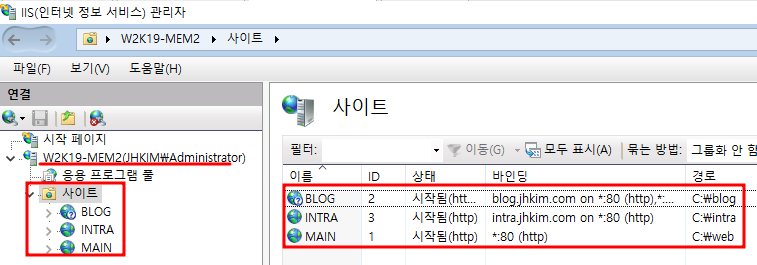 IIS(인터넷 정보 서비스) 관리자
W2K19-MEM2 ▸ 사이트 ▸
파일(F) 보기(V) 도움말(H)
연결
시작 페이지
W2K19-MEM2(JHKIM₩Administrator)
응용 프로그램 풀
사이트
BLOG
INTRA
MAIN
사이트
필터: 이동(G) 모두 표시(A) 묶는 방법: 그룹화 안 함
이름 ID 상태 바인딩 경로
BLOG 2 시작됨(htt... blog.jhkim.com on *:80 (http),*:... C:₩blog
INTRA 3 시작됨(http) intra.jhkim.com on *:80 (http) C:₩intra
MAIN 1 시작됨(http) *:80 (http) C:₩web